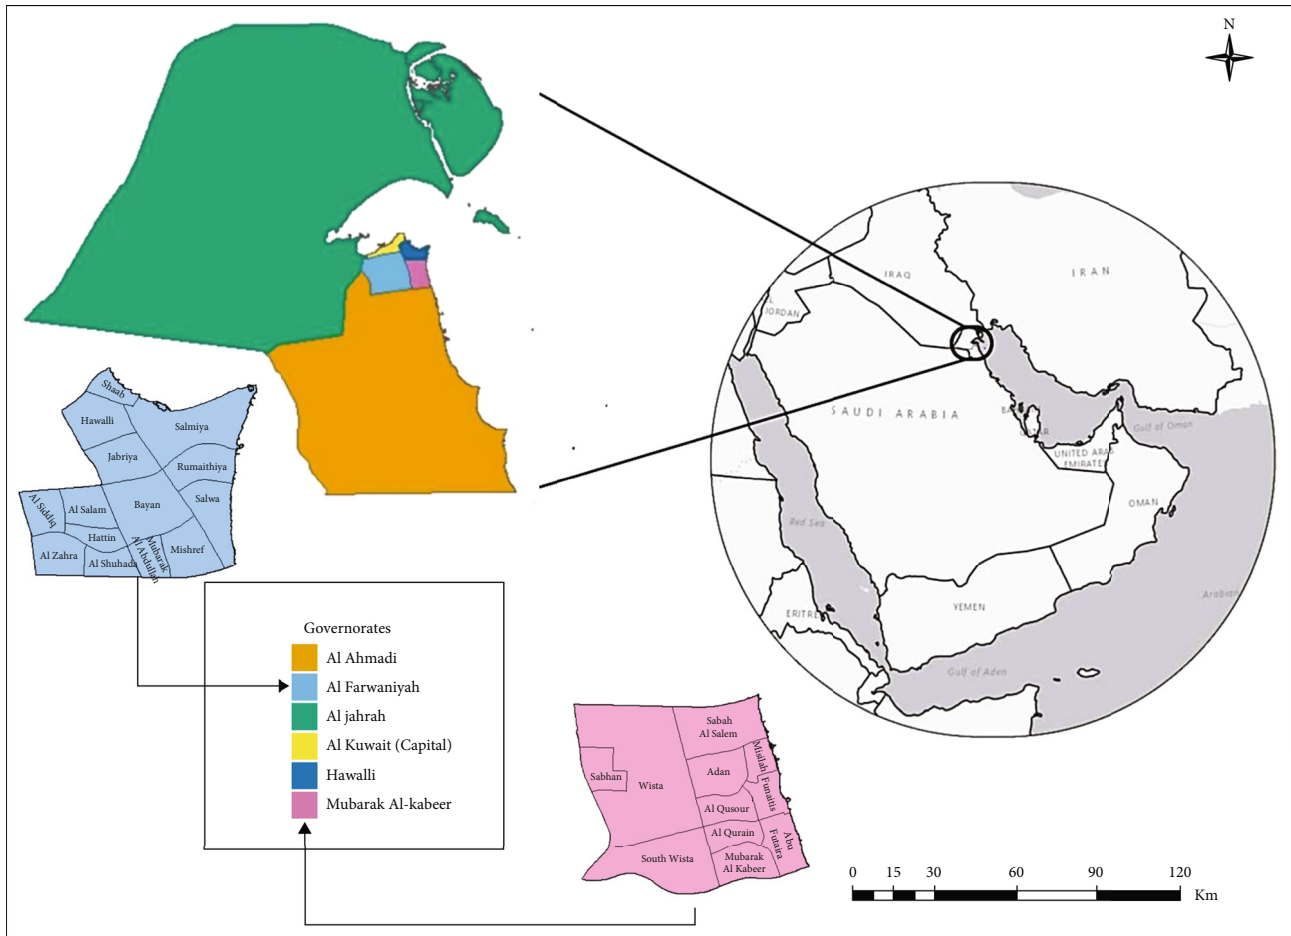 N
IRAQ
IRAN
JORDAN
SAUDI ARABIA
QATAR
Gulf of Oman
UNITED ARAB
EMIRATES
OMAN
Red Sea
YEMEN
ERITRE
Arabian
Gulf of Aden
Shaab
Hawalli
Salmiya
Jabriya
Rumaithiya
Bayan
Salwa
Al Siddiq
Al Salam
Hattin
Mishref
Al Zahra
Al Shuhada
Mubarak
Al Abdullah
Governorates
Al Ahmadi
Al Farwaniyah
Al jahrah
Al Kuwait (Capital)
Hawalli
Mubarak Al-kabeer
Sabah
Al Salem
Misilah
Sabhan
Wista
Adan
Funaitis
Al Qusour
Al Qurain
Abu
Futaira
South Wista
Mubarak
Al Kabeer
0 15 30 60 90 120
Km